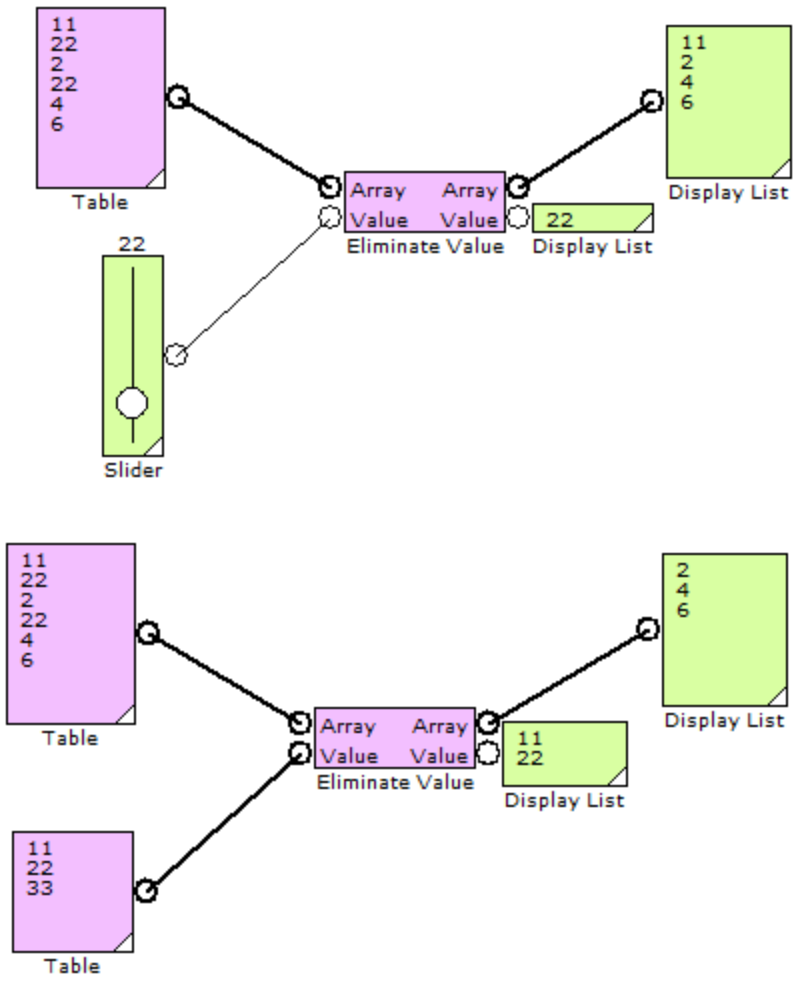 11
22
2
22
4
6
Table
22
Slider
Array Array
Value Value
Eliminate Value
22
Display List
11
2
4
6
Display List
11
22
2
22
4
6
Table
11
22
33
Table
Array Array
Value Value
Eliminate Value
11
22
Display List
2
4
6
Display List